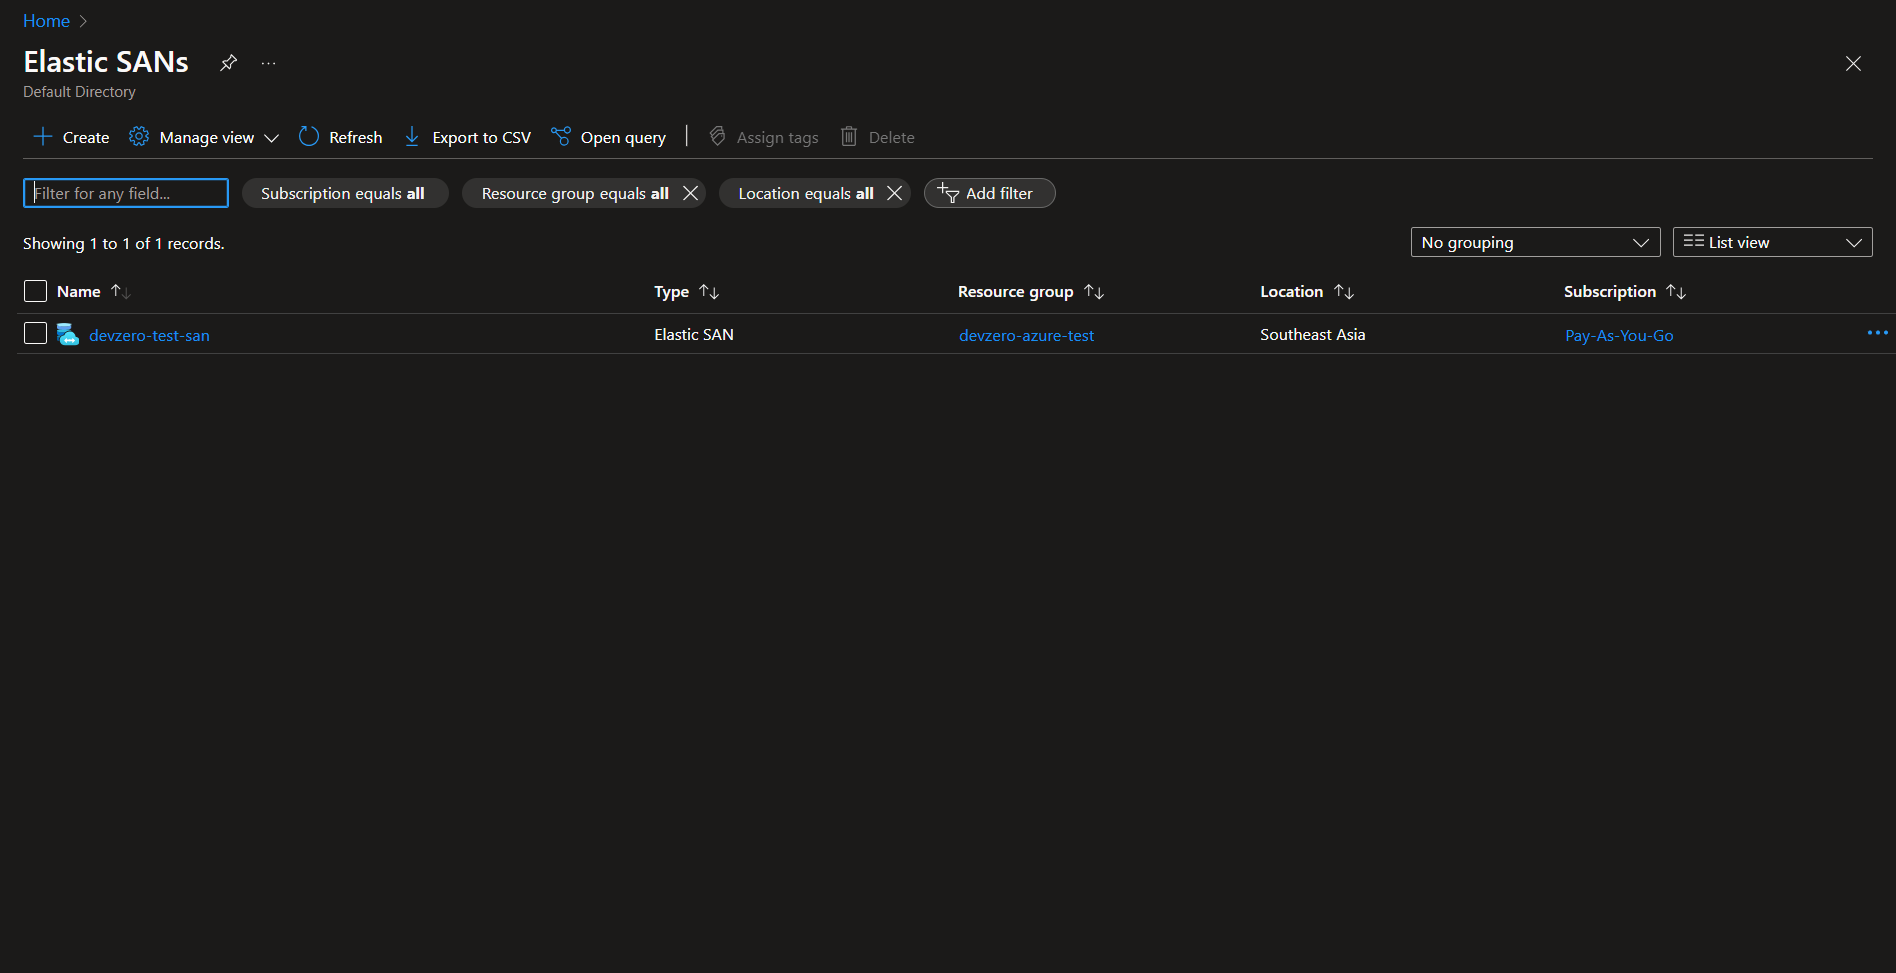 Home
Elastic SANs
Default Directory
Create Manage view Refresh Export to CSV Open query Assign tags Delete
Filter for any field... Subscription equals all Resource group equals all Location equals all Add filter
Showing 1 to 1 of 1 records. No grouping List view
Name Type Resource group Location Subscription
devzero-test-san Elastic SAN devzero-azure-test Southeast Asia Pay-As-You-Go